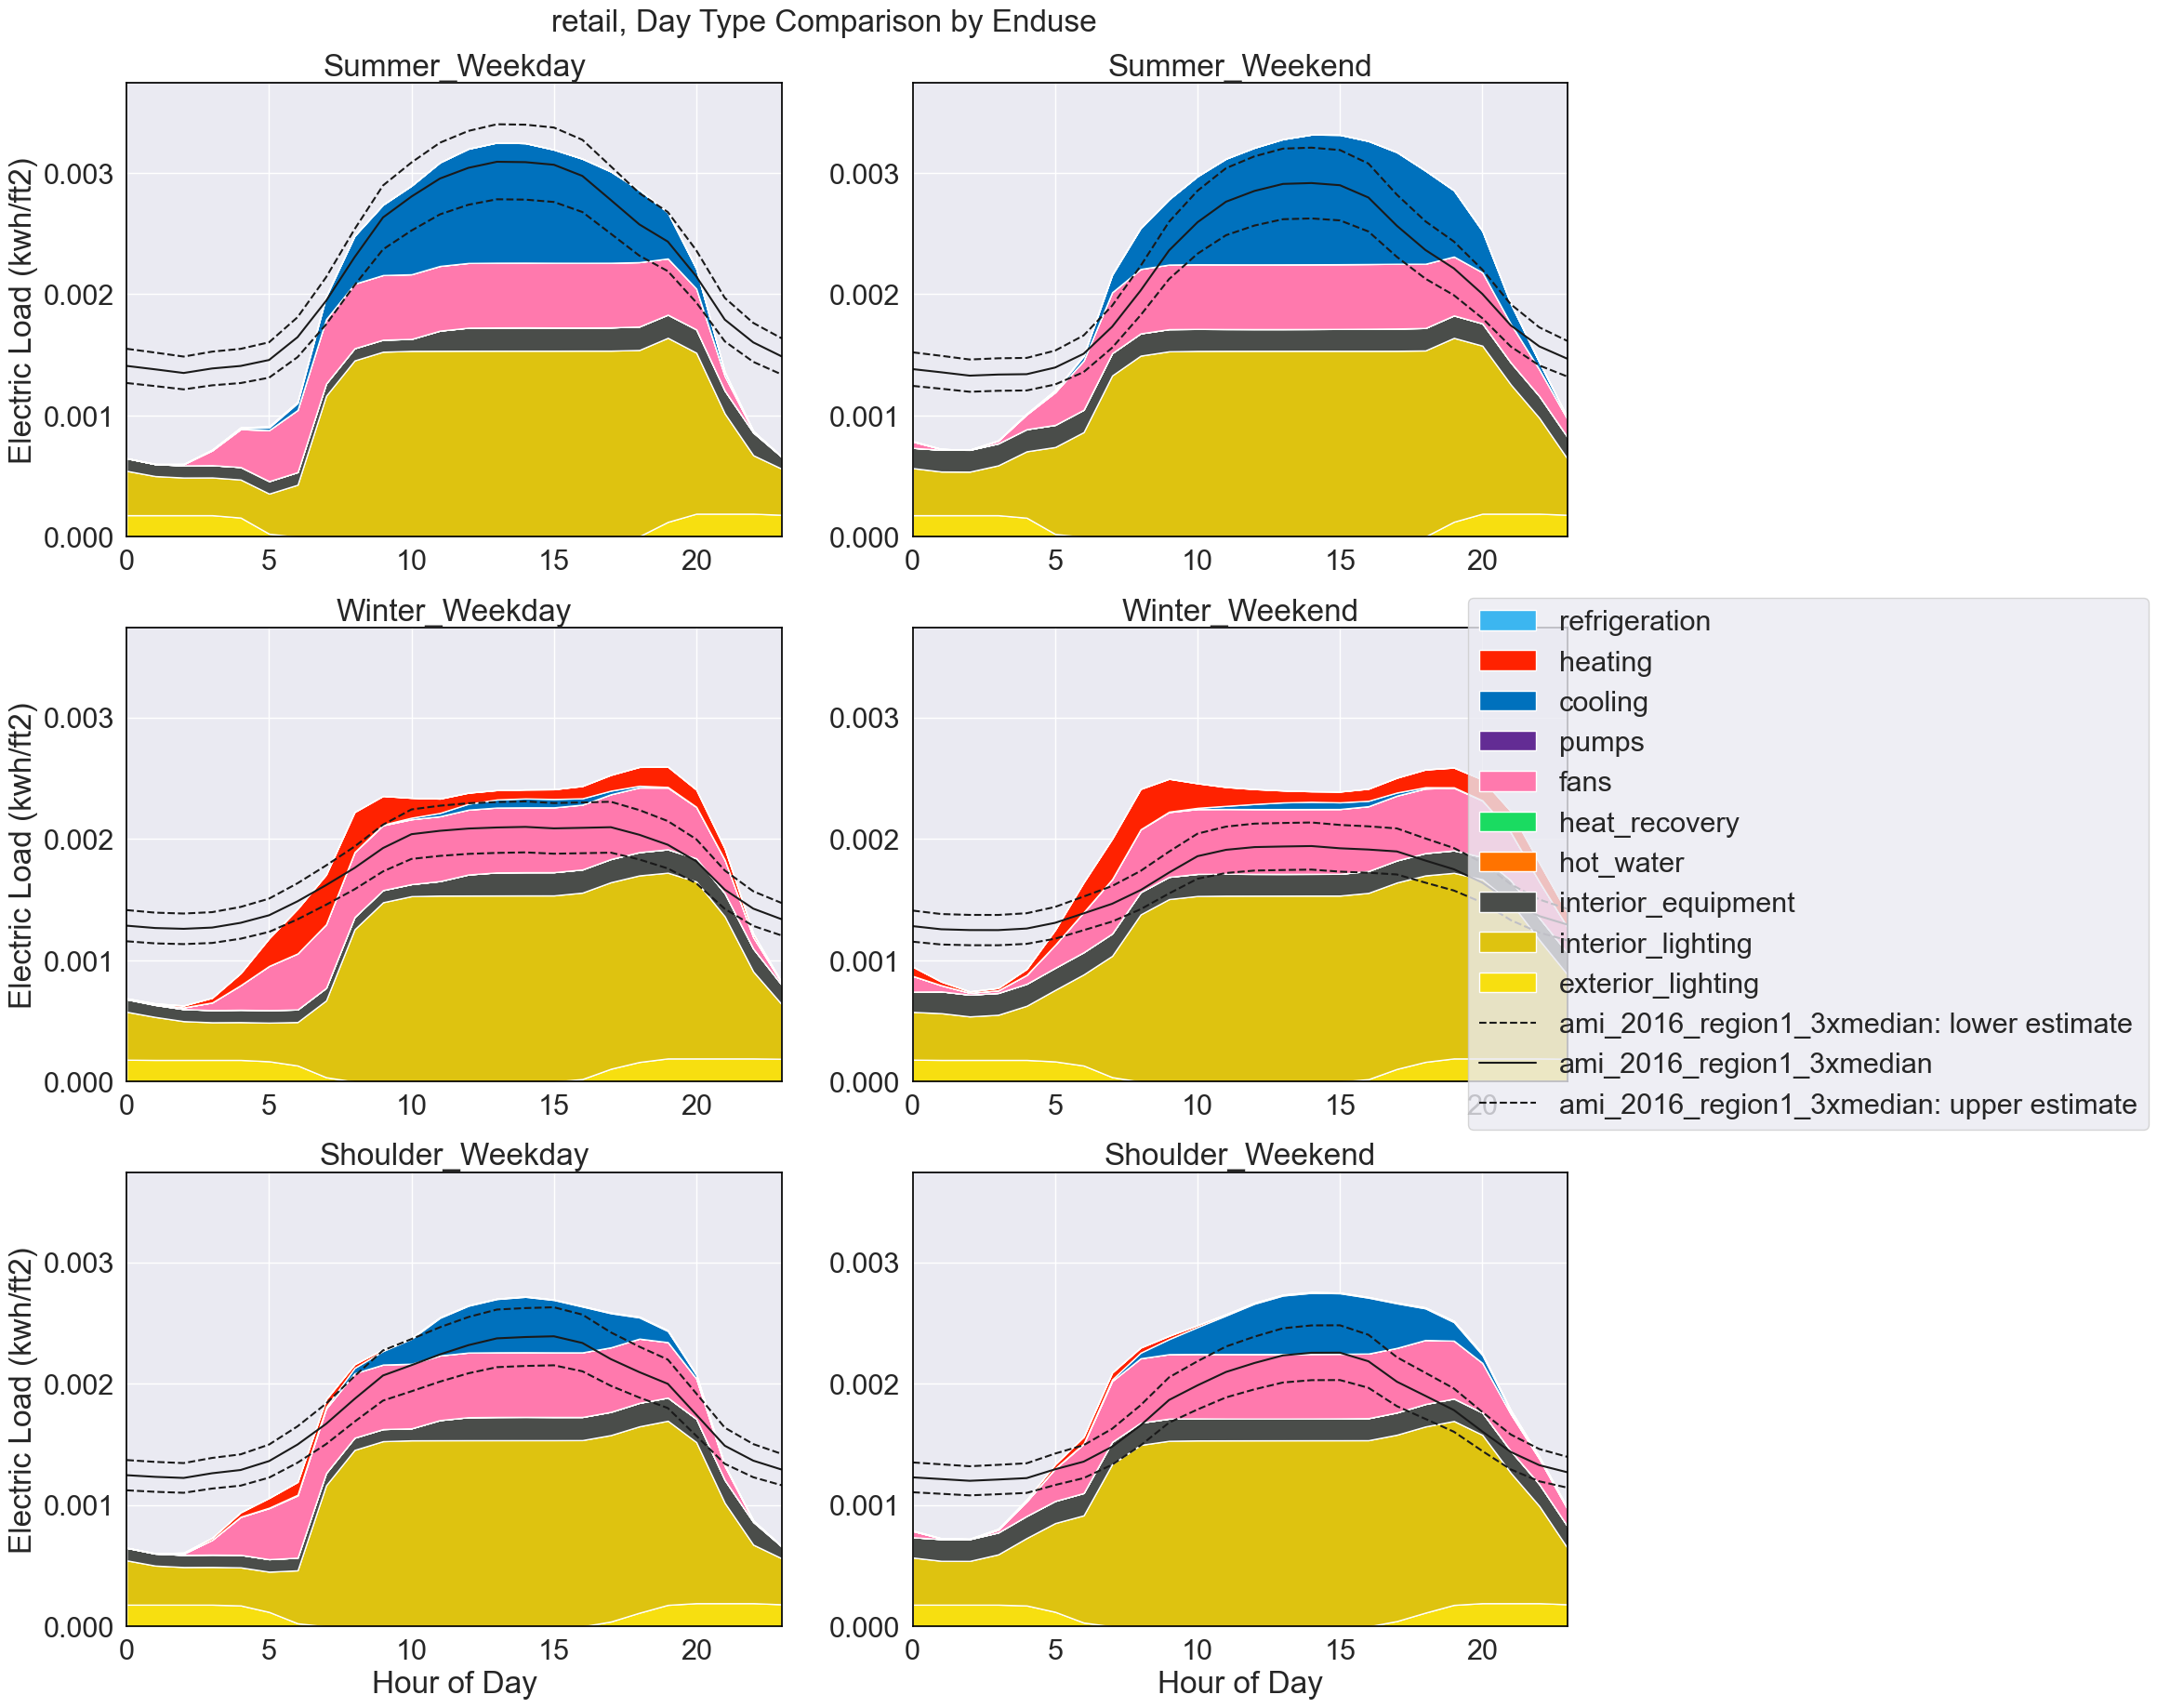 retail, Day Type Comparison by Enduse
Summer_Weekday
Summer_Weekend
Electric Load (kwh/ft2)
0.003
0.002
0.001
0.000
0 5 10 15 20
0.003
0.002
0.001
0.000
0 5 10 15 20
Winter_Weekday
Winter_Weekend
Electric Load (kwh/ft2)
0.003
0.002
0.001
0.000
0 5 10 15 20
0.003
0.002
0.001
0.000
0 5 10 15 20
refrigeration
heating
cooling
pumps
fans
heat_recovery
hot_water
interior_equipment
interior_lighting
exterior_lighting
ami_2016_region1_3xmedian: lower estimate
ami_2016_region1_3xmedian
ami_2016_region1_3xmedian: upper estimate
Shoulder_Weekday
Shoulder_Weekend
Electric Load (kwh/ft2)
0.003
0.002
0.001
0.000
0 5 10 15 20
Hour of Day
0.003
0.002
0.001
0.000
0 5 10 15 20
Hour of Day